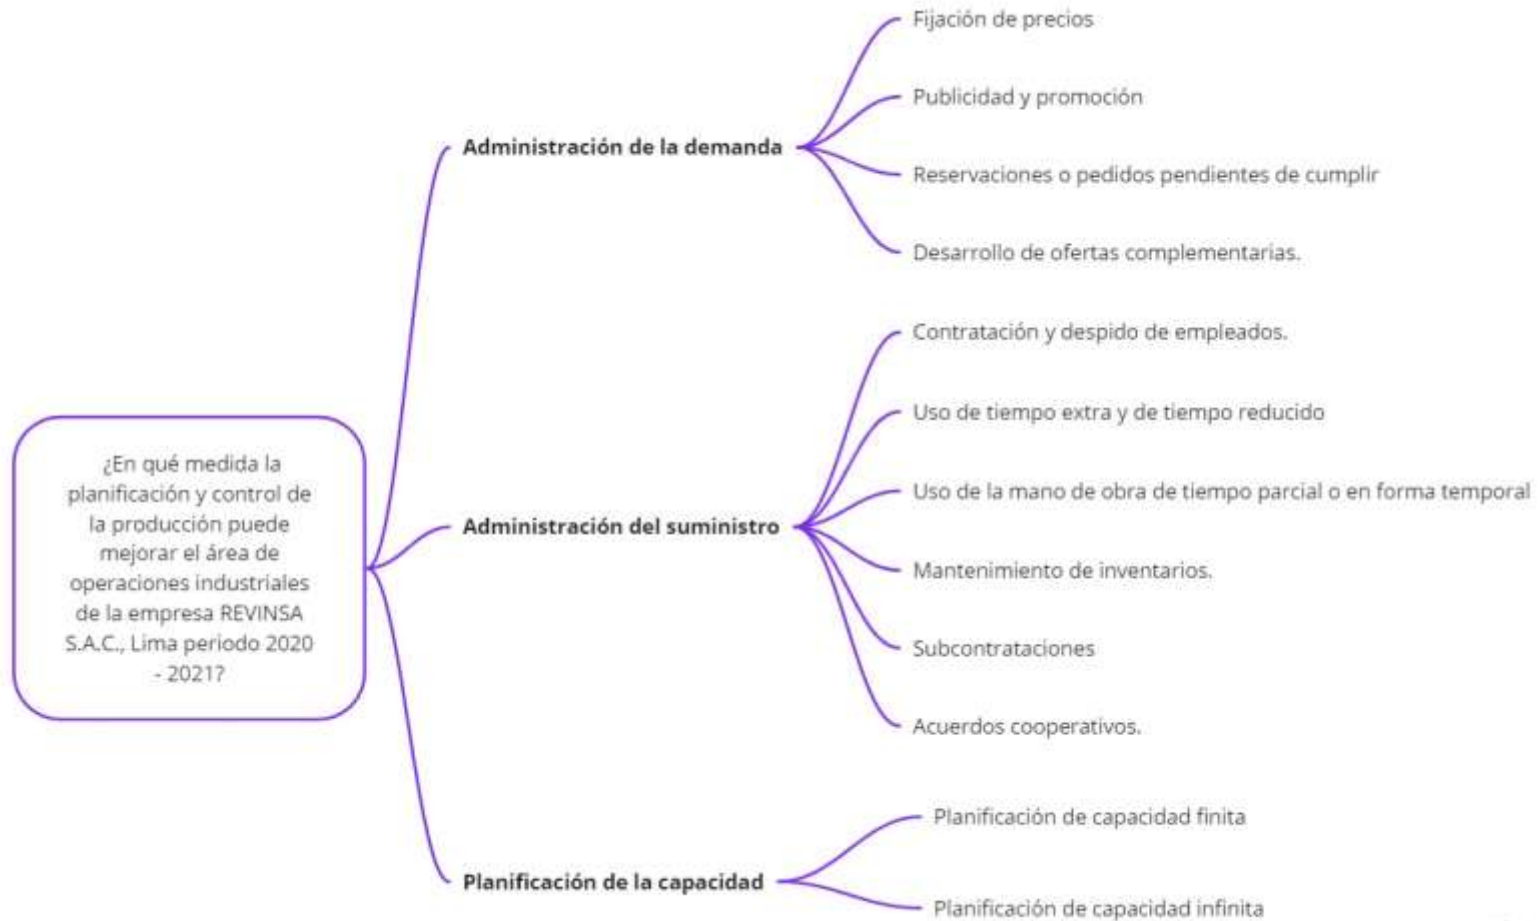 ¿En qué medida la
planificación y control de
la producción puede
mejorar el área de
operaciones industriales
de la empresa REVINSA
S.A.C., Lima periodo 2020
- 2021?
Administración de la demanda
Fijación de precios
Publicidad y promoción
Reservaciones o pedidos pendientes de cumplir
Desarrollo de ofertas complementarias.
Administración del suministro
Contratación y despido de empleados.
Uso de tiempo extra y de tiempo reducido
Uso de la mano de obra de tiempo parcial o en forma temporal
Mantenimiento de inventarios.
Subcontrataciones
Acuerdos cooperativos.
Planificación de la capacidad
Planificación de capacidad finita
Planificación de capacidad infinita